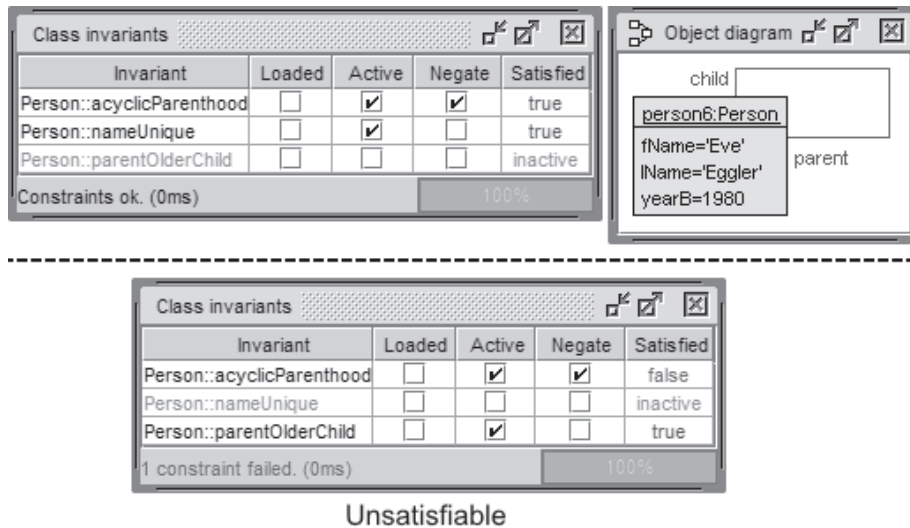 Class invariants
Invariant Loaded Active Negate Satisfied
Person::acyclicParenthood true
Person::nameUnique true
Person::parentOlderChild inactive
Constraints ok. (0ms) 100%
Object diagram
child
person6:Person
fName='Eve'
lName='Eggler'
yearB=1980
parent
Class invariants
Invariant Loaded Active Negate Satisfied
Person::acyclicParenthood false
Person::nameUnique inactive
Person::parentOlderChild true
1 constraint failed. (0ms) 100%
Unsatisfiable